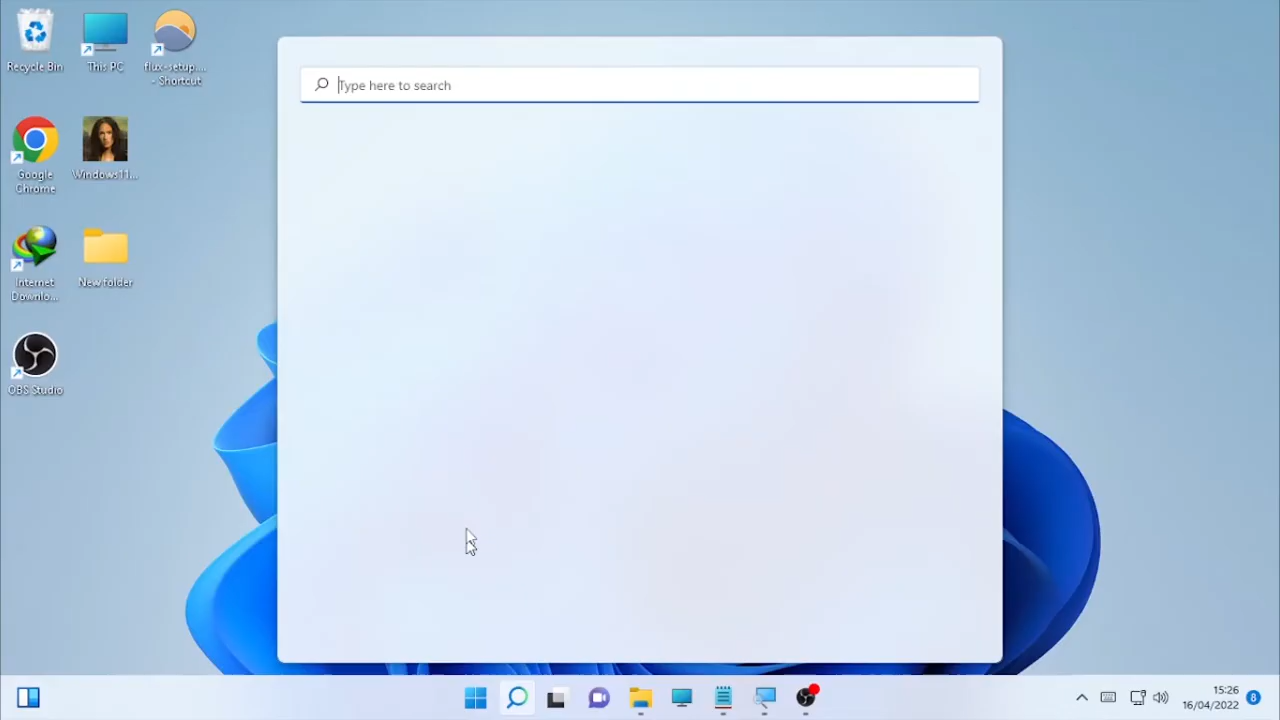 Recycle Bin
This PC
flux-setup....
- Shortcut
Type here to search
Google
Chrome
Windows11...
Internet
Downlo...
New folder
OBS Studio
15:26
16/04/2022
8